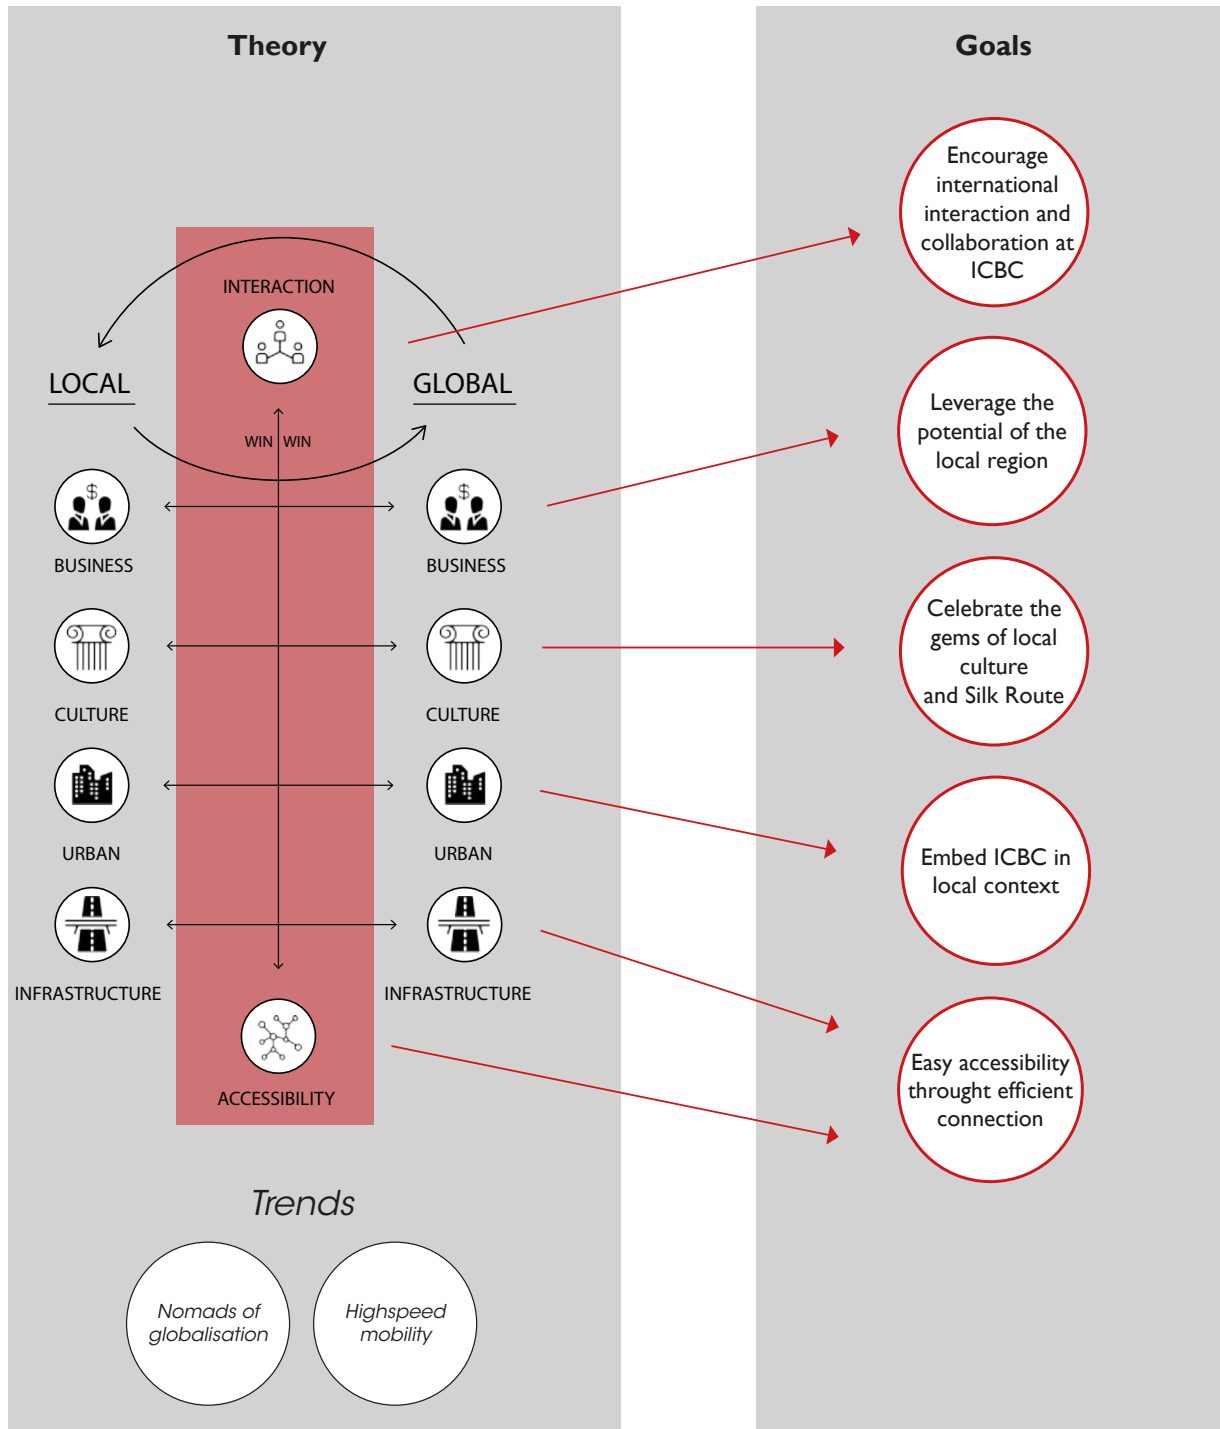 Theory
INTERACTION
LOCAL
GLOBAL
WIN WIN
$
$
BUSINESS
BUSINESS
CULTURE
CULTURE
URBAN
URBAN
INFRASTRUCTURE
INFRASTRUCTURE
ACCESSIBILITY
Trends
Nomads of
globalisation
Highspeed
mobility
Goals
Encourage
international
interaction and
collaboration at
ICBC
Leverage the
potential of the
local region
Celebrate the
gems of local
culture
and Silk Route
Embed ICBC in
local context
Easy accessibility
throught efficient
connection